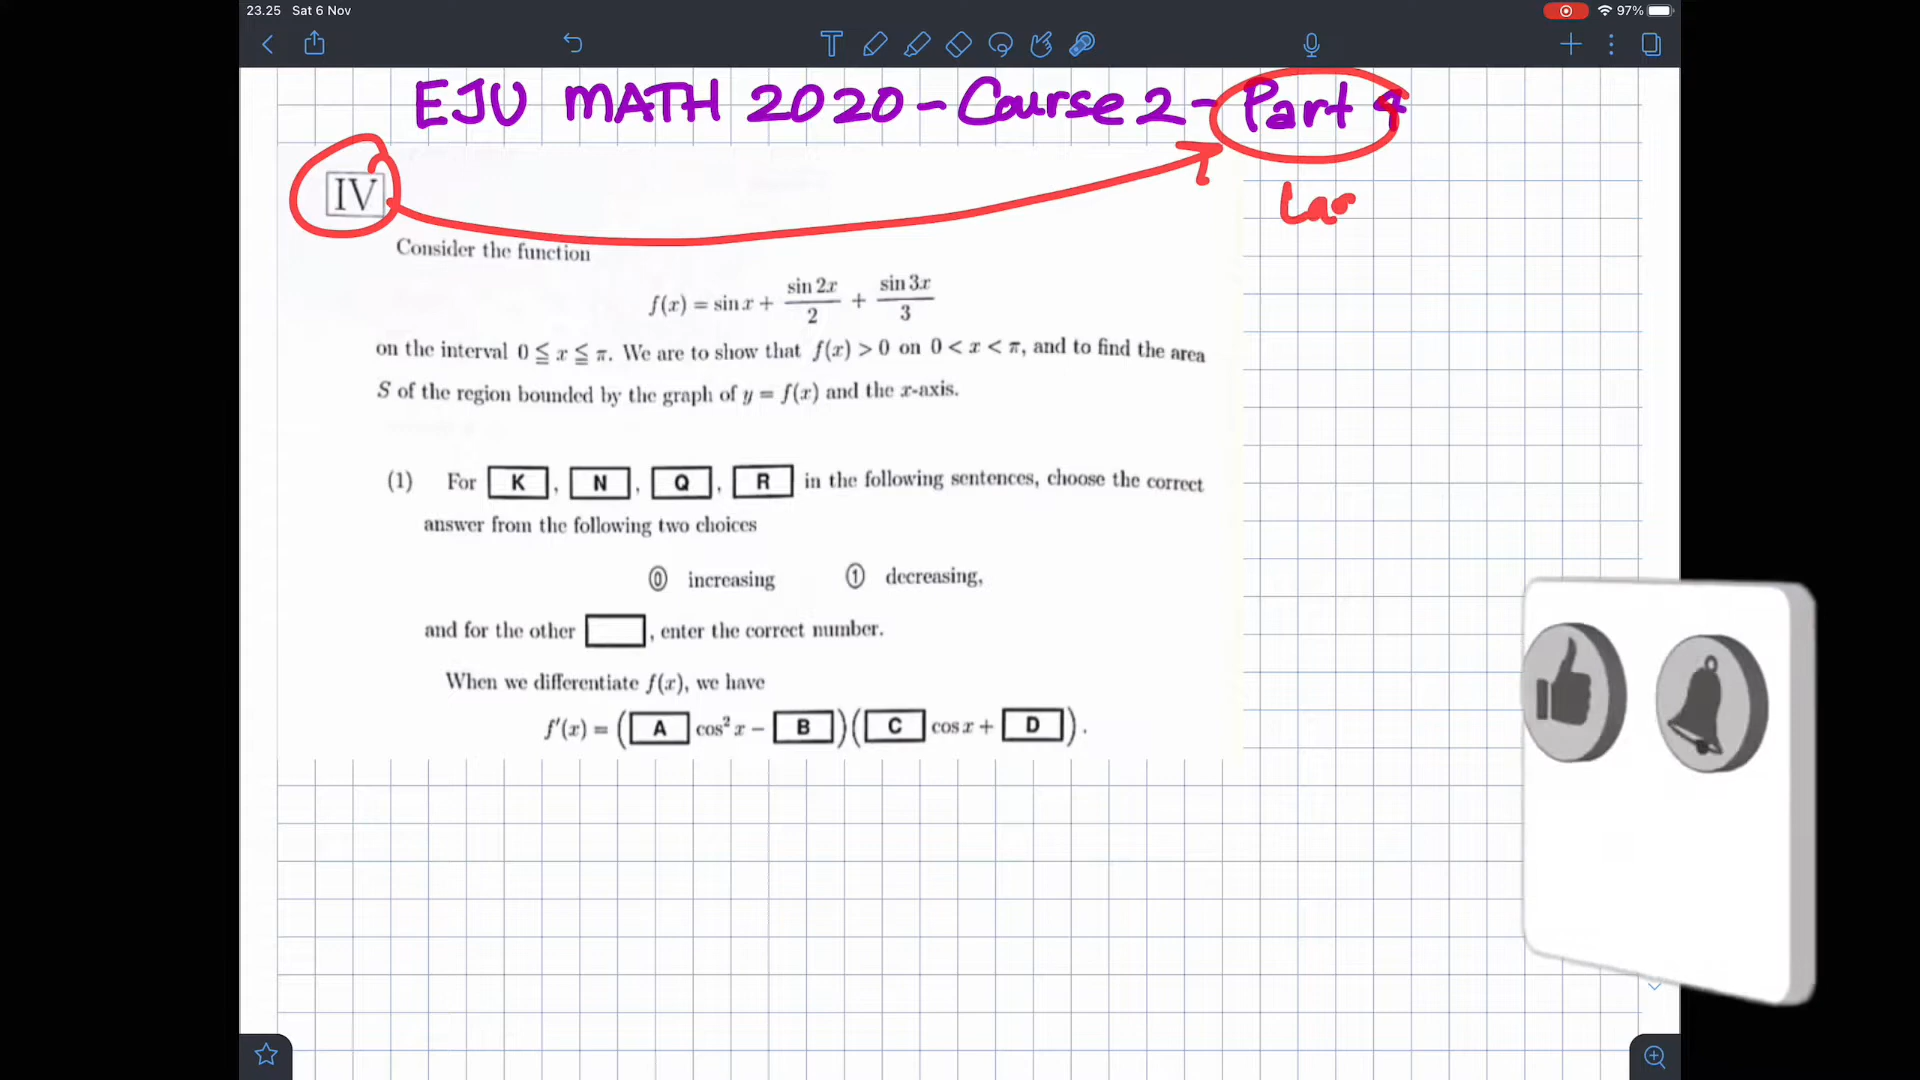 23.25 Sat 6 Nov
97%
EJU MATH 2020 - Course 2 - Part 4
IV
Consider the function
f(x) = sin x + sin 2x / 2 + sin 3x / 3
on the interval 0 ≦ x ≦ π. We are to show that f(x) > 0 on 0 < x < π, and to find the area
S of the region bounded by the graph of y = f(x) and the x-axis.
(1) For K, N, Q, R in the following sentences, choose the correct
answer from the following two choices
⓪ increasing ① decreasing,
and for the other , enter the correct number.
When we differentiate f(x), we have
f′(x) = ( A cos² x − B )( C cos x + D ).